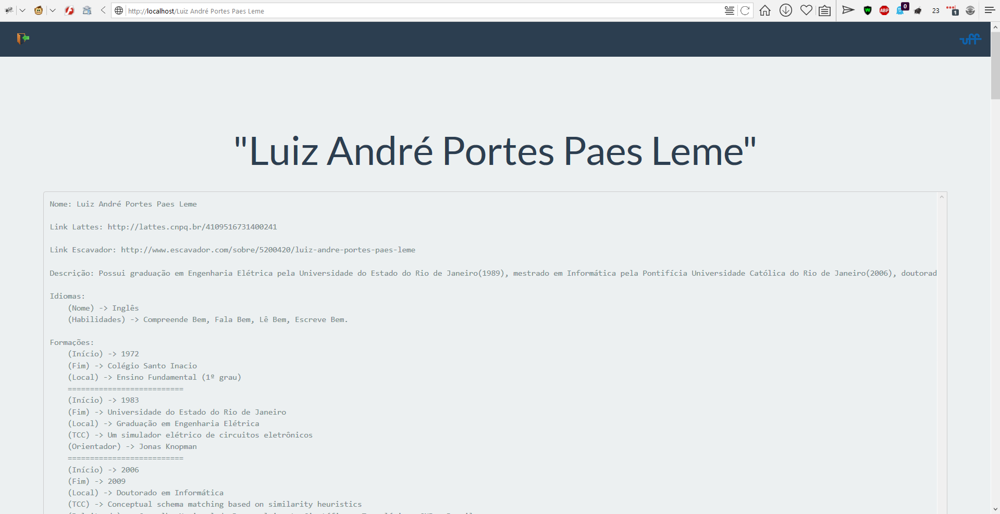 http://localhost/Luiz André Portes Paes Leme
ABP
0
23
1
uff
"Luiz André Portes Paes Leme"
Nome: Luiz André Portes Paes Leme
Link Lattes: http://lattes.cnpq.br/4109516731400241
Link Escavador: http://www.escavador.com/sobre/5200420/luiz-andre-portes-paes-leme
Descrição: Possui graduação em Engenharia Elétrica pela Universidade do Estado do Rio de Janeiro(1989), mestrado em Informática pela Pontifícia Universidade Católica do Rio de Janeiro(2006), doutorad
Idiomas:
(Nome) -> Inglês
(Habilidades) -> Compreende Bem, Fala Bem, Lê Bem, Escreve Bem.
Formações:
(Início) -> 1972
(Fim) -> Colégio Santo Inacio
(Local) -> Ensino Fundamental (1º grau)
==========================
(Início) -> 1983
(Fim) -> Universidade do Estado do Rio de Janeiro
(Local) -> Graduação em Engenharia Elétrica
(TCC) -> Um simulador elétrico de circuitos eletrônicos
(Orientador) -> Jonas Knopman
==========================
(Início) -> 2006
(Fim) -> 2009
(Local) -> Doutorado em Informática
(TCC) -> Conceptual schema matching based on similarity heuristics